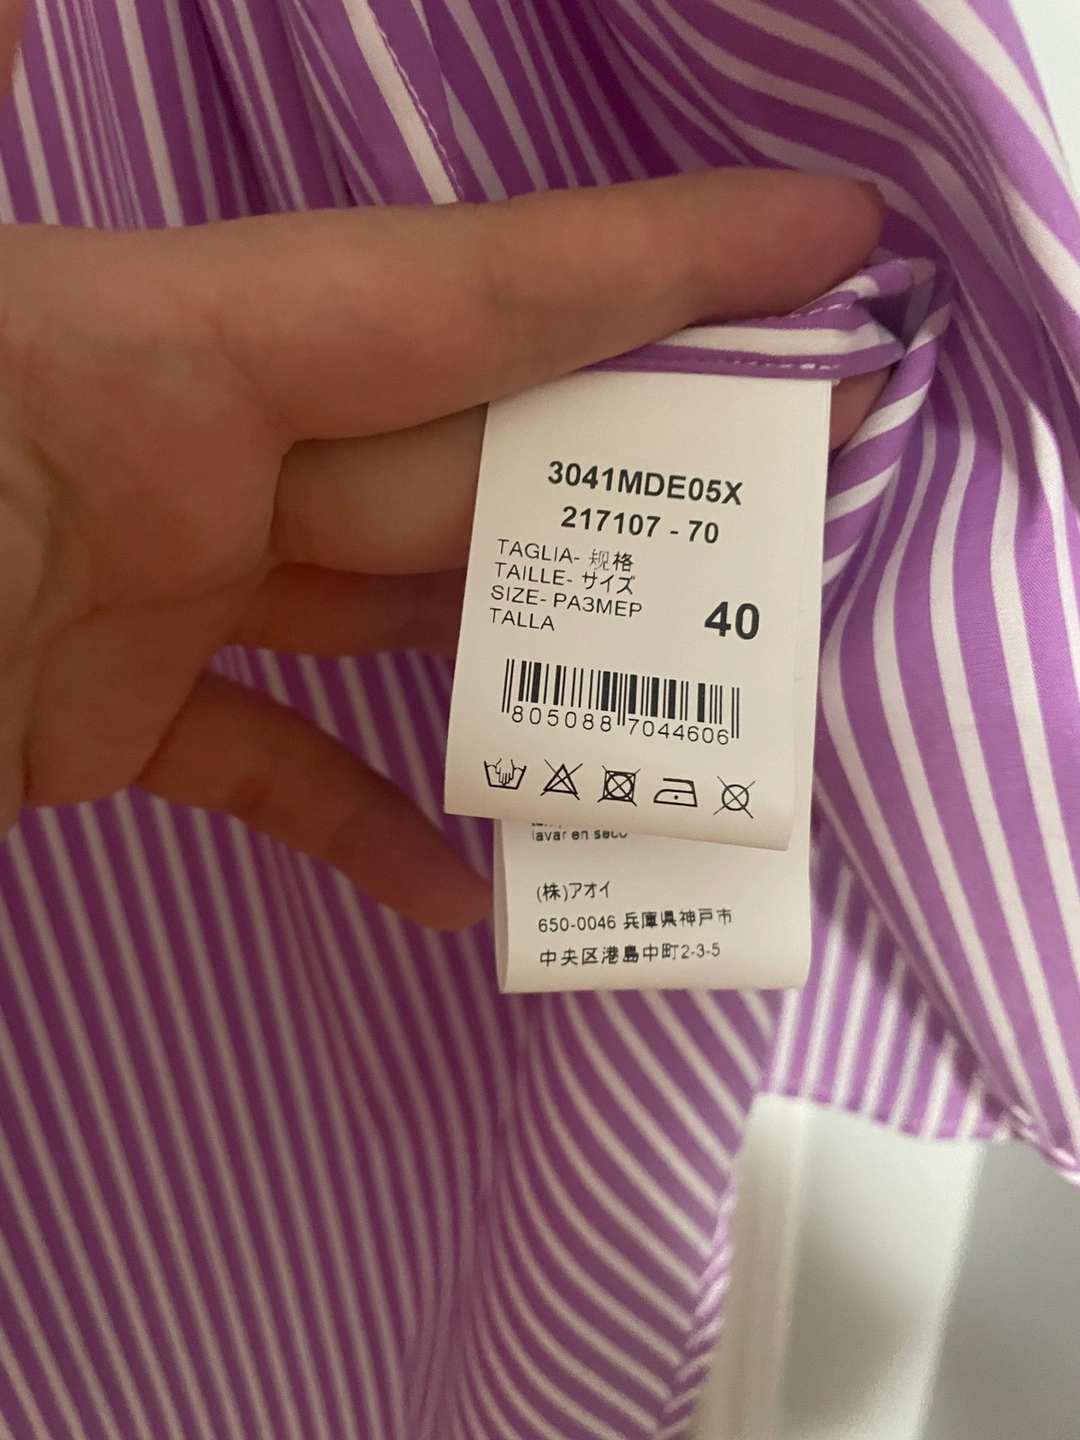 3041MDE05X
217107 - 70
TAGLIA- 规格
TAILLE- サイズ
SIZE- РАЗМЕР
TALLA
40
805088 7044606
lavar en seco
(株)アオイ
650-0046 兵庫県神戸市
中央区港島中町2-3-5